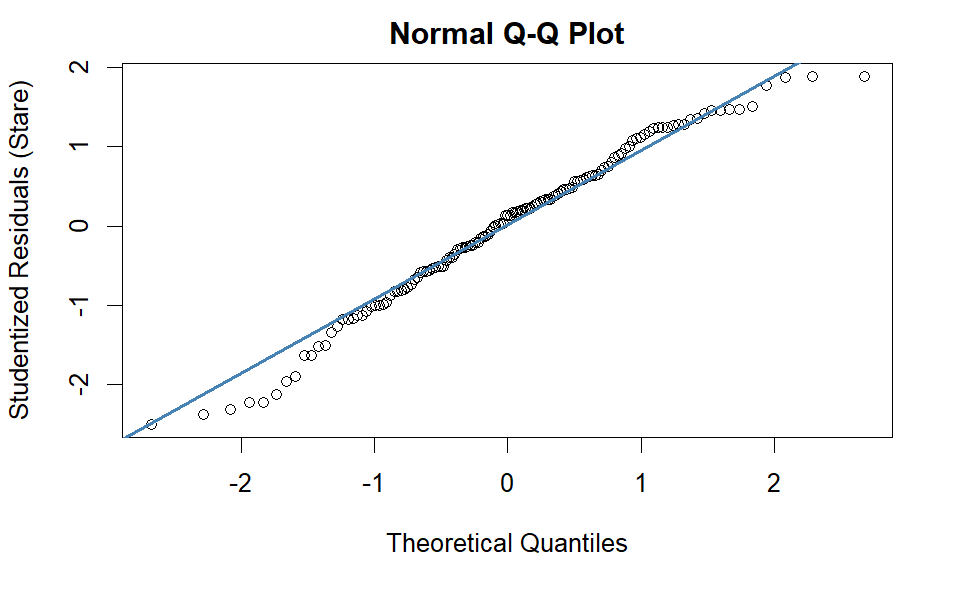 Normal Q-Q Plot
Studentized Residuals (Stare)
2
1
0
-1
-2
-2 -1 0 1 2
Theoretical Quantiles